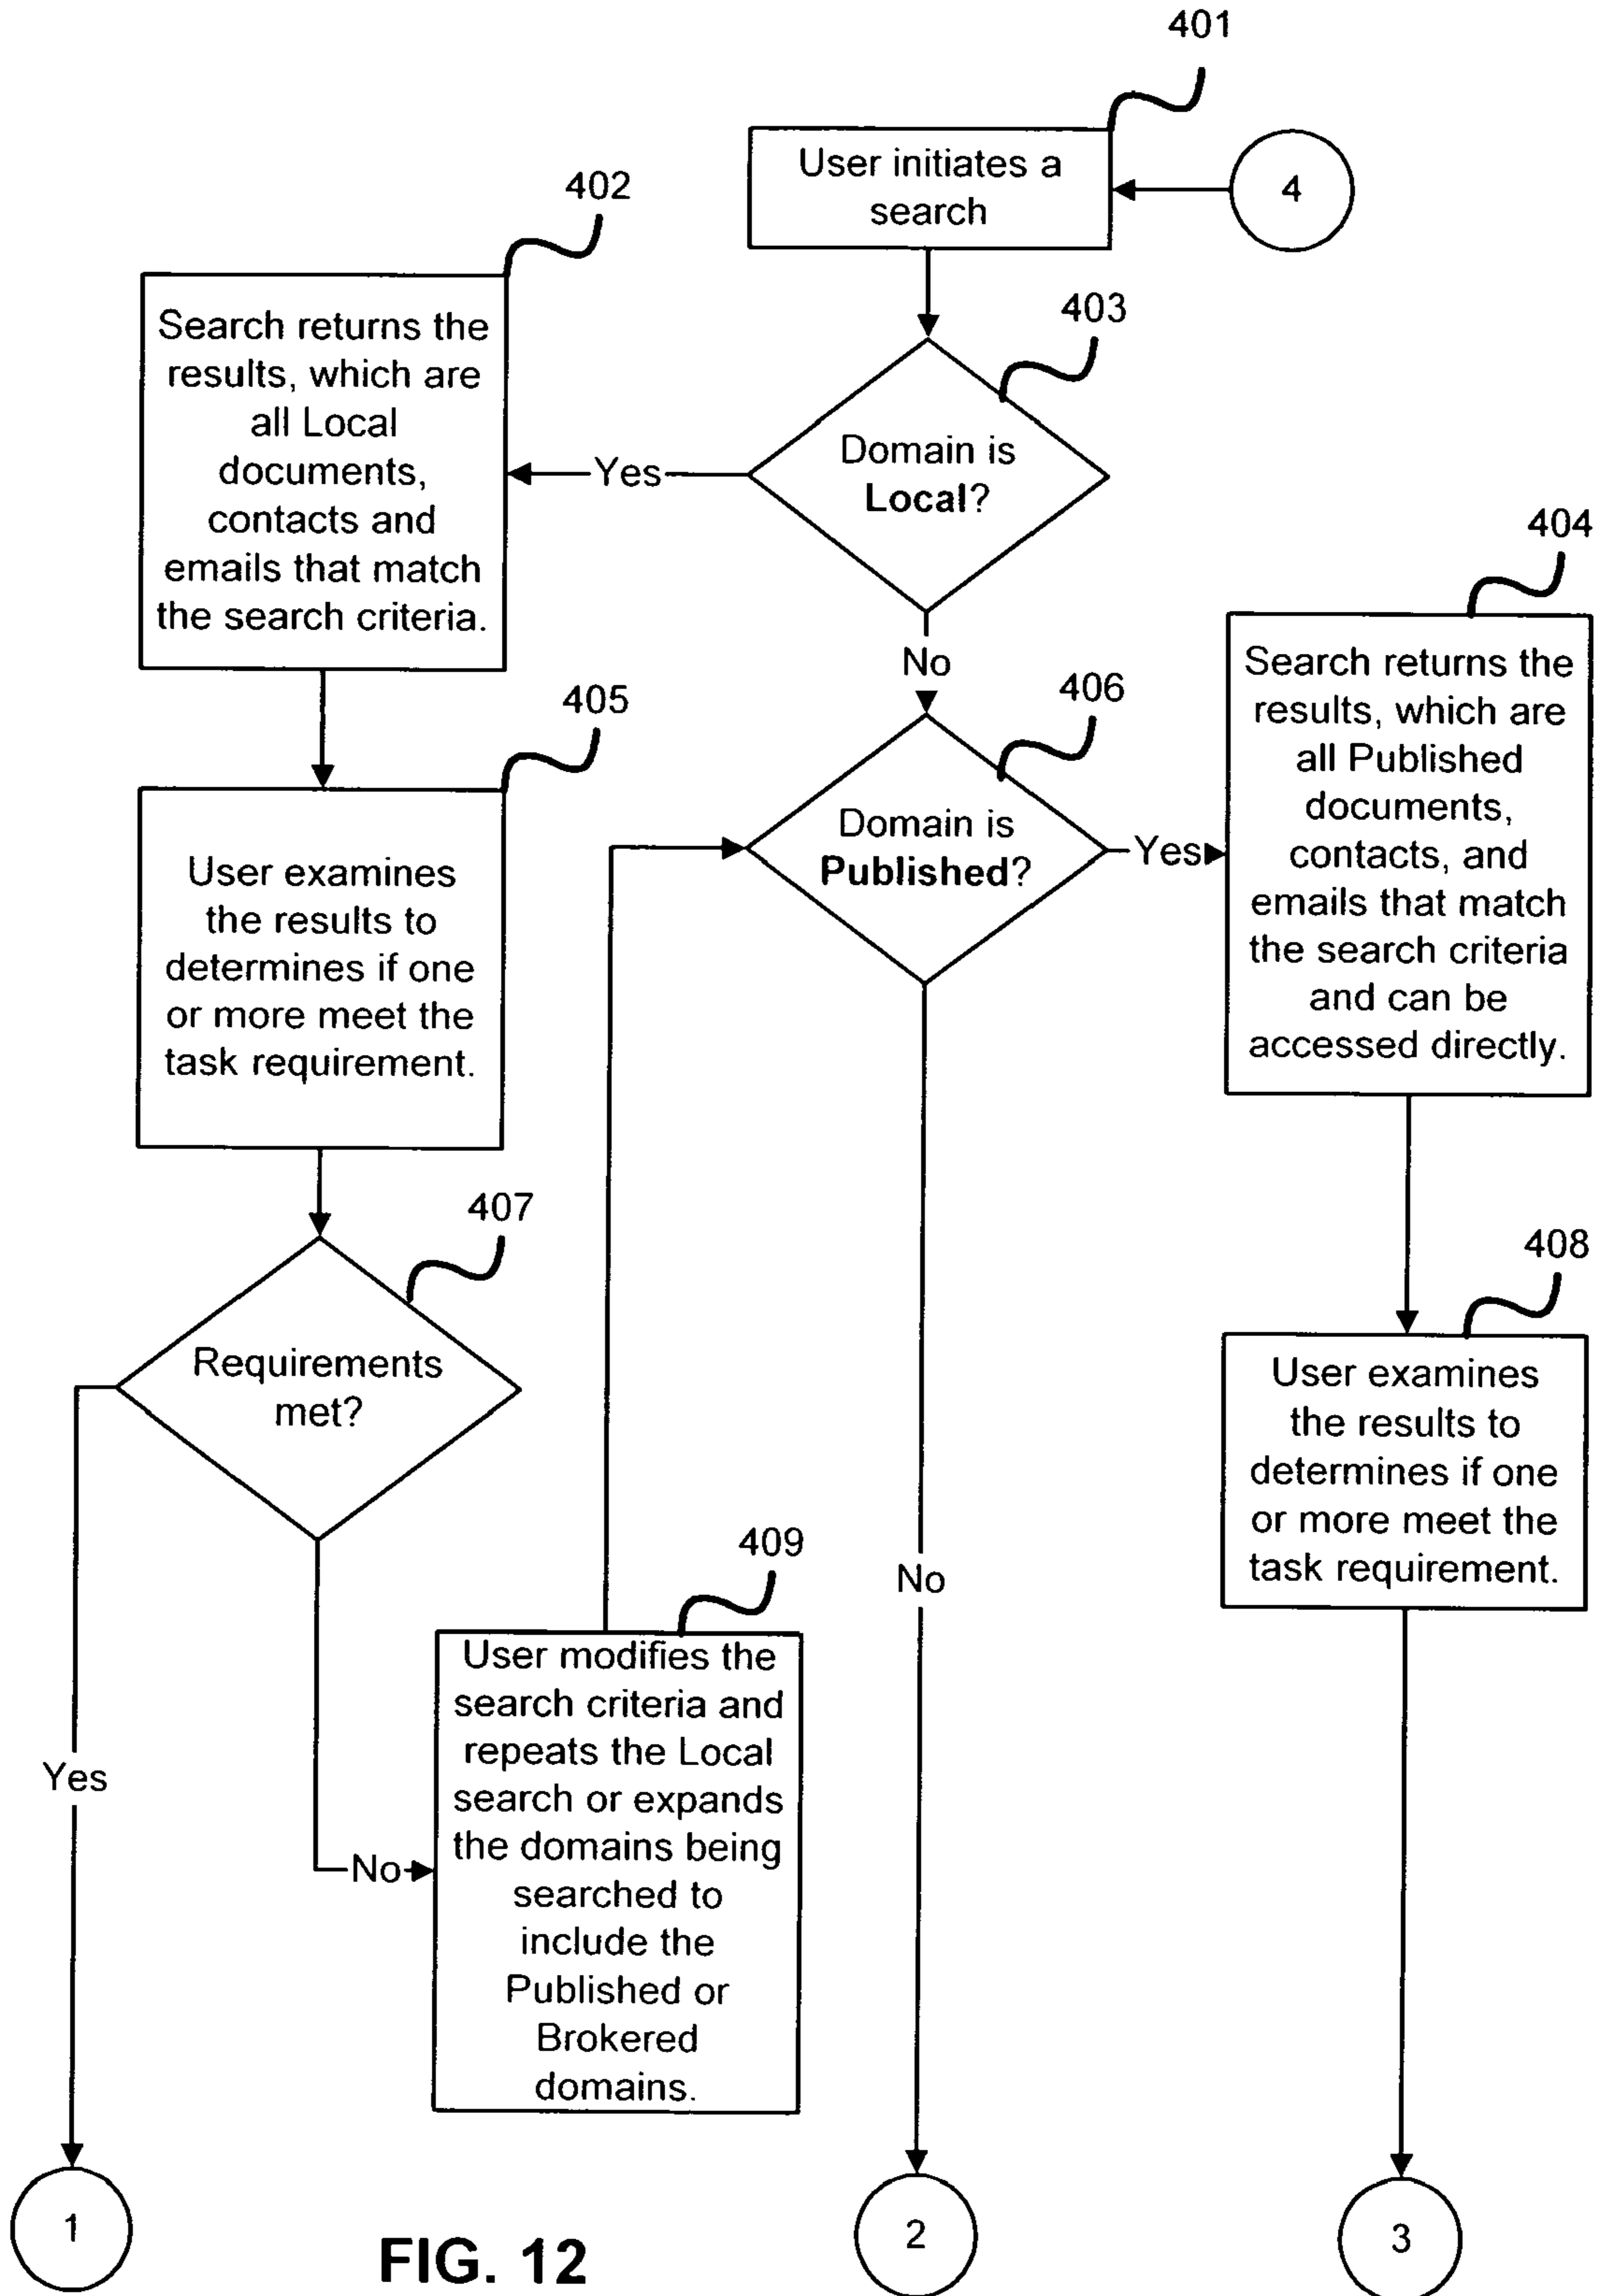 401
User initiates a
search
4
402
Search returns the
results, which are
all Local
documents,
contacts and
emails that match
the search criteria.
403
Domain is
Local?
Yes
No
404
Search returns the
results, which are
all Published
documents,
contacts, and
emails that match
the search criteria
and can be
accessed directly.
405
User examines
the results to
determines if one
or more meet the
task requirement.
406
Domain is
Published?
Yes
407
Requirements
met?
408
User examines
the results to
determines if one
or more meet the
task requirement.
409
User modifies the
search criteria and
repeats the Local
search or expands
the domains being
searched to
include the
Published or
Brokered
domains.
No
Yes
No
1
2
3
FIG. 12